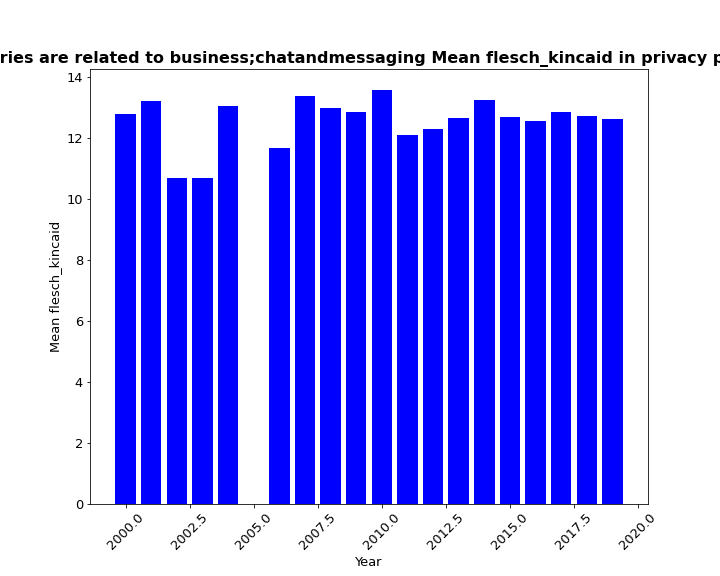 ries are related to business;chatandmessaging Mean flesch_kincaid in privacy p
14
12
10
8
6
4
2
0
Mean flesch_kincaid
2000.0 2002.5 2005.0 2007.5 2010.0 2012.5 2015.0 2017.5 2020.0
Year